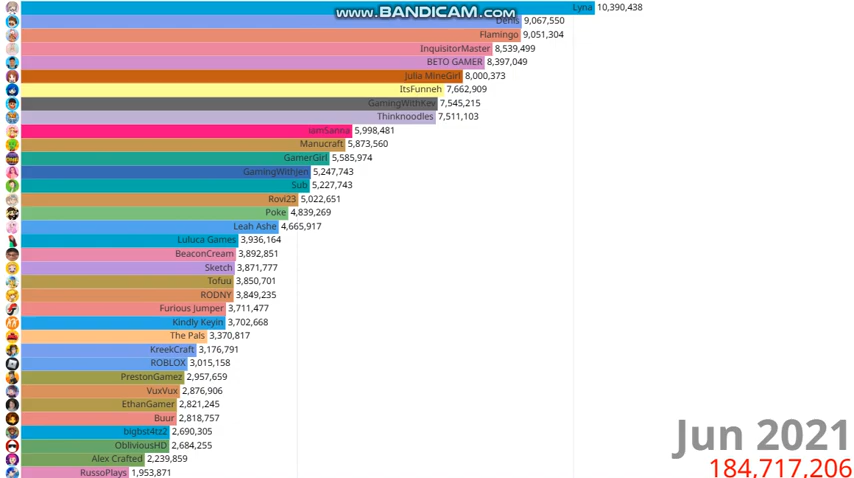 www.BANDICAM.com
Lyna 10,390,438
Denis 9,067,550
Flamingo 9,051,304
InquisitorMaster 8,539,499
BETO GAMER 8,397,049
Julia MineGirl 8,000,373
ItsFunneh 7,662,909
GamingWithKev 7,545,215
Thinknoodles 7,511,103
iamSanna 5,998,481
Manucraft 5,873,560
GamerGirl 5,585,974
GamingWithJen 5,247,743
Sub 5,227,743
Rovi23 5,022,651
Poke 4,839,269
Leah Ashe 4,665,917
Luluca Games 3,936,164
BeaconCream 3,892,851
Sketch 3,871,777
Tofuu 3,850,701
RODNY 3,849,235
Furious Jumper 3,711,477
Kindly Keyin 3,702,668
The Pals 3,370,817
KreekCraft 3,176,791
ROBLOX 3,015,158
PrestonGamez 2,957,659
VuxVux 2,876,906
EthanGamer 2,821,245
Buur 2,818,757
bigbst4tz2 2,690,305
ObliviousHD 2,684,255
Alex Crafted 2,239,859
RussoPlays 1,953,871
Jun 2021
184,717,206